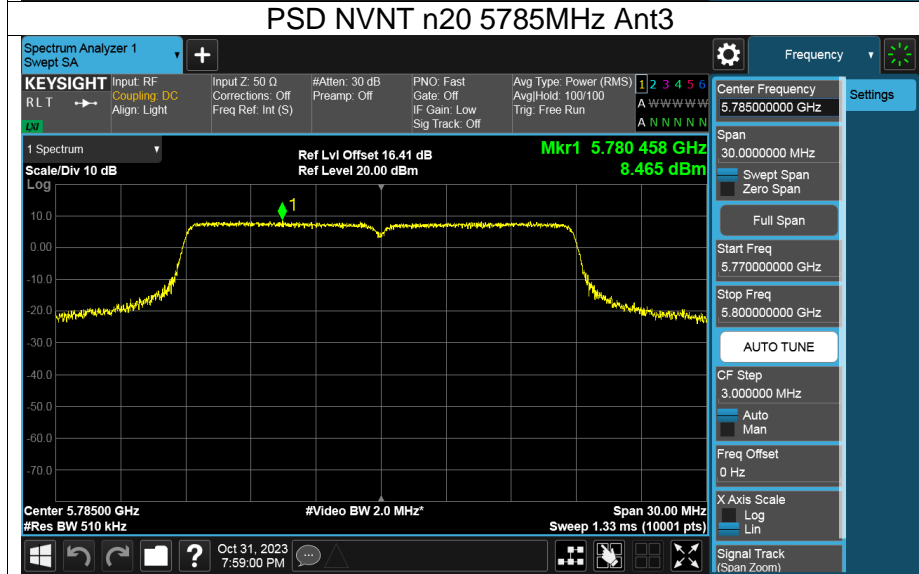 PSD NVNT n20 5785MHz Ant3
Spectrum Analyzer 1
Swept SA
+
Frequency
KEYSIGHT
RLT
LXI
Input: RF
Coupling: DC
Align: Light
Input Z: 50 Ω
Corrections: Off
Freq Ref: Int (S)
#Atten: 30 dB
Preamp: Off
PNO: Fast
Gate: Off
IF Gain: Low
Sig Track: Off
Avg Type: Power (RMS)
Avg|Hold: 100/100
Trig: Free Run
1 2 3 4 5 6
A W W W W W
A N N N N N
1 Spectrum
Scale/Div 10 dB
Ref Lvl Offset 16.41 dB
Ref Level 20.00 dBm
Mkr1 5.780 458 GHz
8.465 dBm
Log
1
10.0
0.00
-10.0
-20.0
-30.0
-40.0
-50.0
-60.0
-70.0
Center 5.78500 GHz
#Res BW 510 kHz
#Video BW 2.0 MHz*
Span 30.00 MHz
Sweep 1.33 ms (10001 pts)
?
Oct 31, 2023
7:59:00 PM
Center Frequency
5.785000000 GHz
Settings
Span
30.0000000 MHz
Swept Span
Zero Span
Full Span
Start Freq
5.770000000 GHz
Stop Freq
5.800000000 GHz
AUTO TUNE
CF Step
3.000000 MHz
Auto
Man
Freq Offset
0 Hz
X Axis Scale
Log
Lin
Signal Track
(Span Zoom)